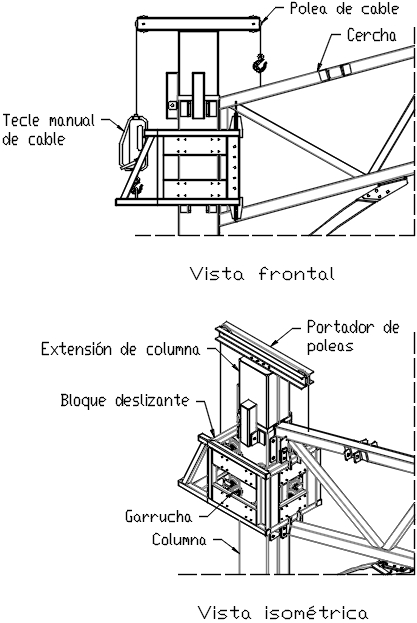 Polea de cable
Cercha
Tecle manual
de cable
Vista frontal
Portador de
poleas
Extensión de columna
Bloque deslizante
Garrucha
Columna
Vista isométrica